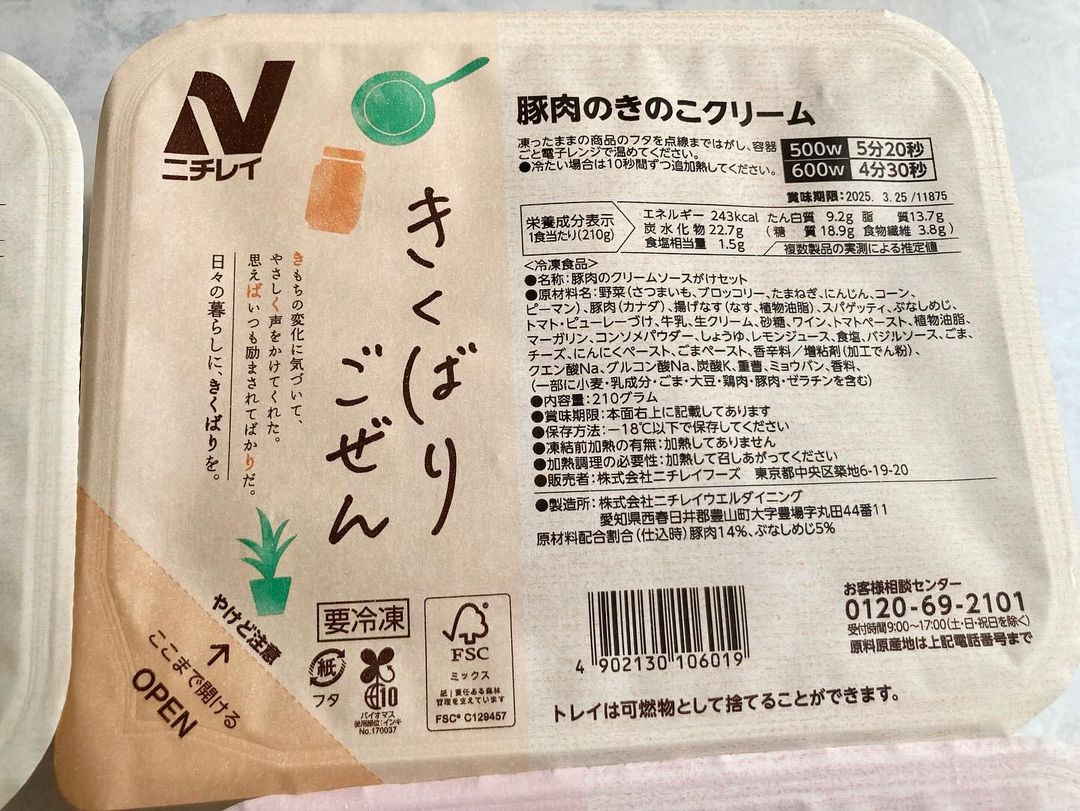 ニチレイ
きくばり
ごぜん
きもちの変化に気づいて、
やさしく声をかけてくれた。
思えばいつも励まされてばかりだ。
日々の暮らしに、きくばりを。
やけど注意
ここまで開ける
OPEN
要冷凍
紙
フタ
10
バイオマス
使用部位:インキ
No.170037
FSC
ミックス
紙|責任ある森林
管理を支えています
FSC® C129457
豚肉のきのこクリーム
凍ったままの商品のフタを点線まではがし、容器
ごと電子レンジで温めてください。
●冷たい場合は10秒間ずつ追加熱してください。
500w 5分20秒
600w 4分30秒
賞味期限:2025. 3.25 /11875
栄養成分表示
1食当たり(210g)
エネルギー 243kcal たん白質 9.2g 脂 質13.7g
炭水化物 22.7g (糖 質 18.9g 食物繊維 3.8g)
食塩相当量 1.5g 複数製品の実測による推定値
<冷凍食品>
●名称:豚肉のクリームソースがけセット
●原材料名:野菜(さつまいも、ブロッコリー、たまねぎ、にんじん、コーン、
ピーマン)、豚肉(カナダ)、揚げなす(なす、植物油脂)、スパゲッティ、ぶなしめじ、
トマト・ピューレーづけ、牛乳、生クリーム、砂糖、ワイン、トマトペースト、植物油脂、
マーガリン、コンソメパウダー、しょうゆ、レモンジュース、食塩、バジルソース、ごま、
チーズ、にんにくペースト、ごまペースト、香辛料/増粘剤(加工でん粉)、
クエン酸Na、グルコン酸Na、炭酸K、重曹、ミョウバン、香料、
(一部に小麦・乳成分・ごま・大豆・鶏肉・豚肉・ゼラチンを含む)
●内容量:210グラム
●賞味期限:本面右上に記載してあります
●保存方法:−18℃以下で保存してください
●凍結前加熱の有無:加熱してありません
●加熱調理の必要性:加熱して召しあがってください
●販売者:株式会社ニチレイフーズ 東京都中央区築地6-19-20
●製造所:株式会社ニチレイウエルダイニング
愛知県西春日井郡豊山町大字豊場字丸田44番11
原材料配合割合(仕込時)豚肉14%、ぶなしめじ5%
4 902130 106019
お客様相談センター
0120-69-2101
受付時間9:00〜17:00(土・日・祝日を除く)
原料原産地は上記電話番号まで
トレイは可燃物として捨てることができます。